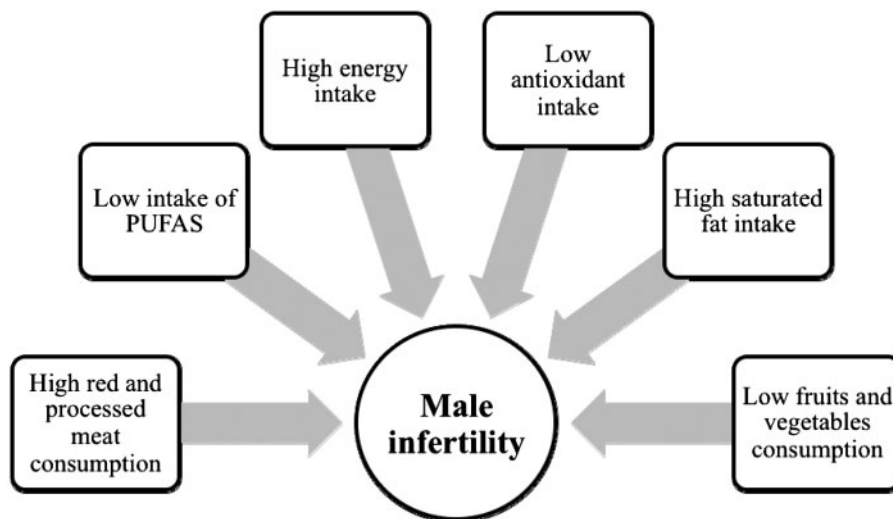 High energy
intake
Low
antioxidant
intake
Low intake of
PUFAS
High saturated
fat intake
High red and
processed
meat
consumption
Male
infertility
Low fruits and
vegetables
consumption